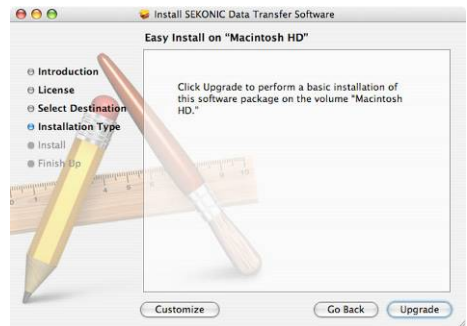 Install SEKONIC Data Transfer Software
Easy Install on "Macintosh HD"
Introduction
License
Select Destination
Installation Type
Install
Finish Up
Click Upgrade to perform a basic installation of
this software package on the volume "Macintosh
HD."
Customize
Go Back
Upgrade